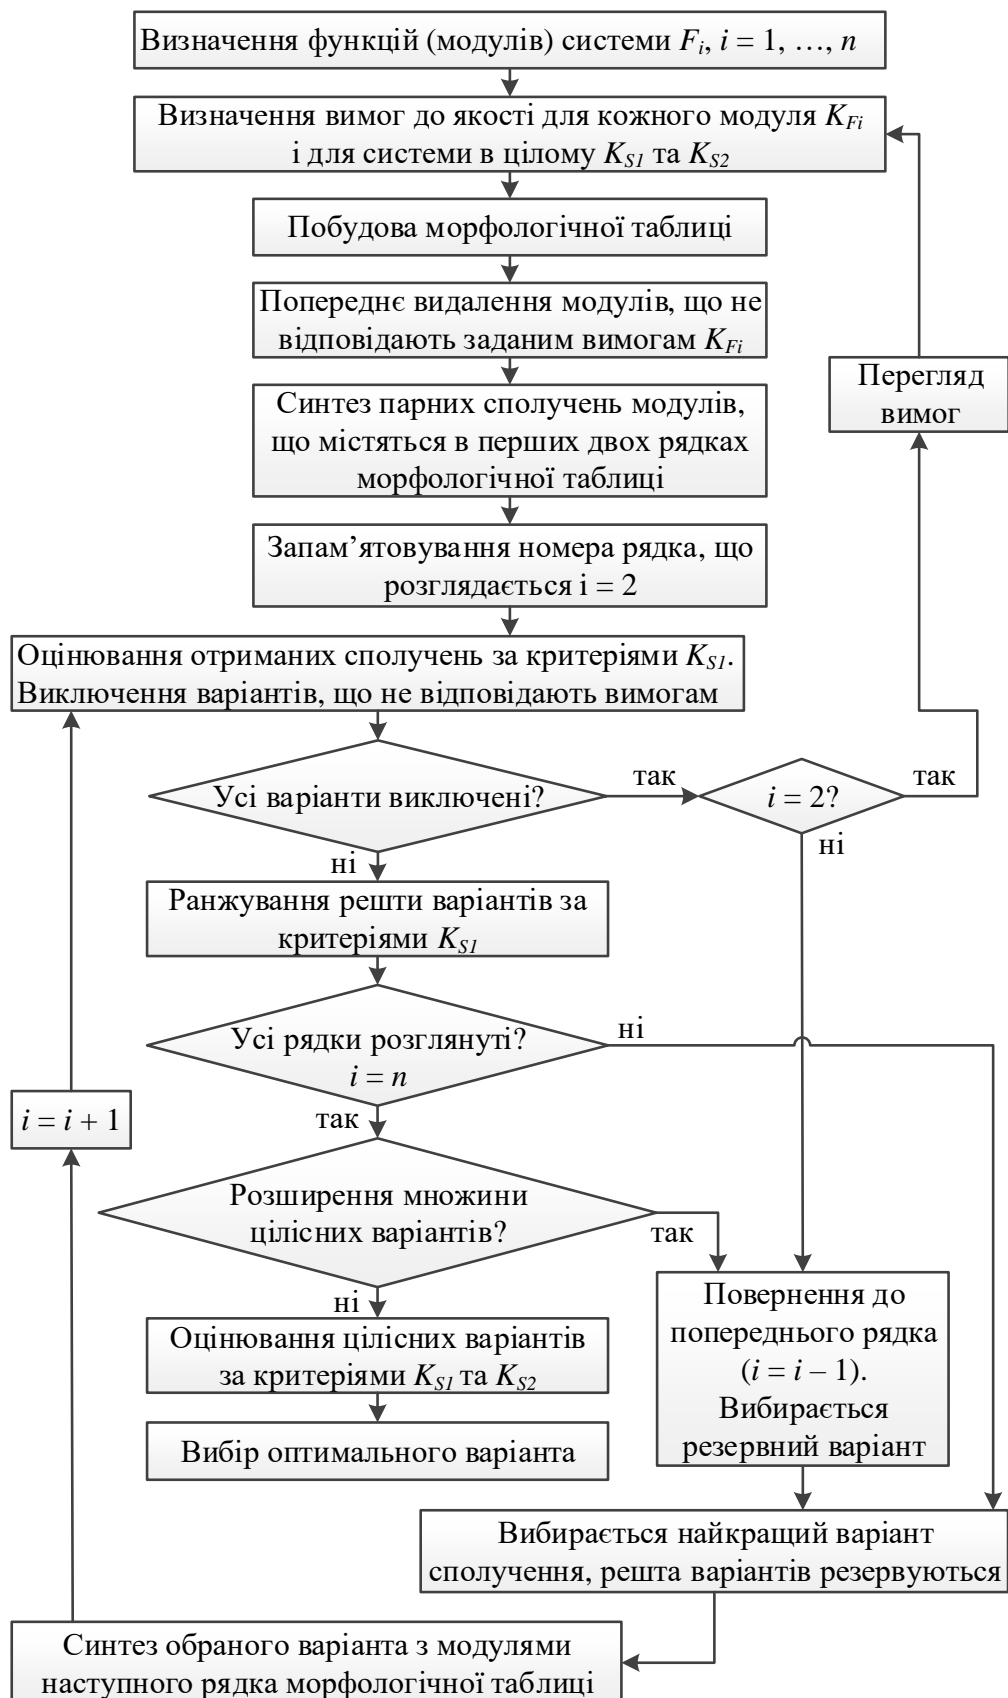 Визначення функцій (модулів) системи Fi, i = 1, …, n
Визначення вимог до якості для кожного модуля KFi
і для системи в цілому KS1 та KS2
Побудова морфологічної таблиці
Попереднє видалення модулів, що не
відповідають заданим вимогам KFi
Перегляд
вимог
Синтез парних сполучень модулів,
що містяться в перших двох рядках
морфологічної таблиці
Запам’ятовування номера рядка, що
розглядається i = 2
Оцінювання отриманих сполучень за критеріями KS1.
Виключення варіантів, що не відповідають вимогам
Усі варіанти виключені?
так
i = 2?
так
ні
ні
Ранжування решти варіантів за
критеріями KS1
Усі рядки розглянуті?
i = n
ні
так
i = i + 1
Розширення множини
цілісних варіантів?
так
ні
Оцінювання цілісних варіантів
за критеріями KS1 та KS2
Вибір оптимального варіанта
Повернення до
попереднього рядка
(i = i – 1).
Вибирається
резервний варіант
Вибирається найкращий варіант
сполучення, решта варіантів резервуються
Синтез обраного варіанта з модулями
наступного рядка морфологічної таблиці